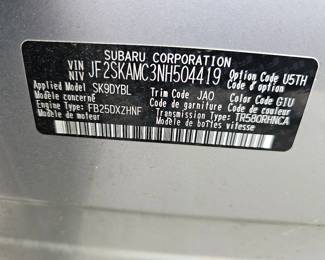 SUBARU CORPORATION
VIN NIV JF2SKAMC3NH504419 Option Code U5TH
Code d'option
Applied Model SK9DYBL Trim Code JAO Color Code G1U
Modèle concerné Code de garniture Code de couleur
Engine Type FB25DXZHNF Transmission Type TR580RHNCA
Modèle de moteur Modèle de transmission